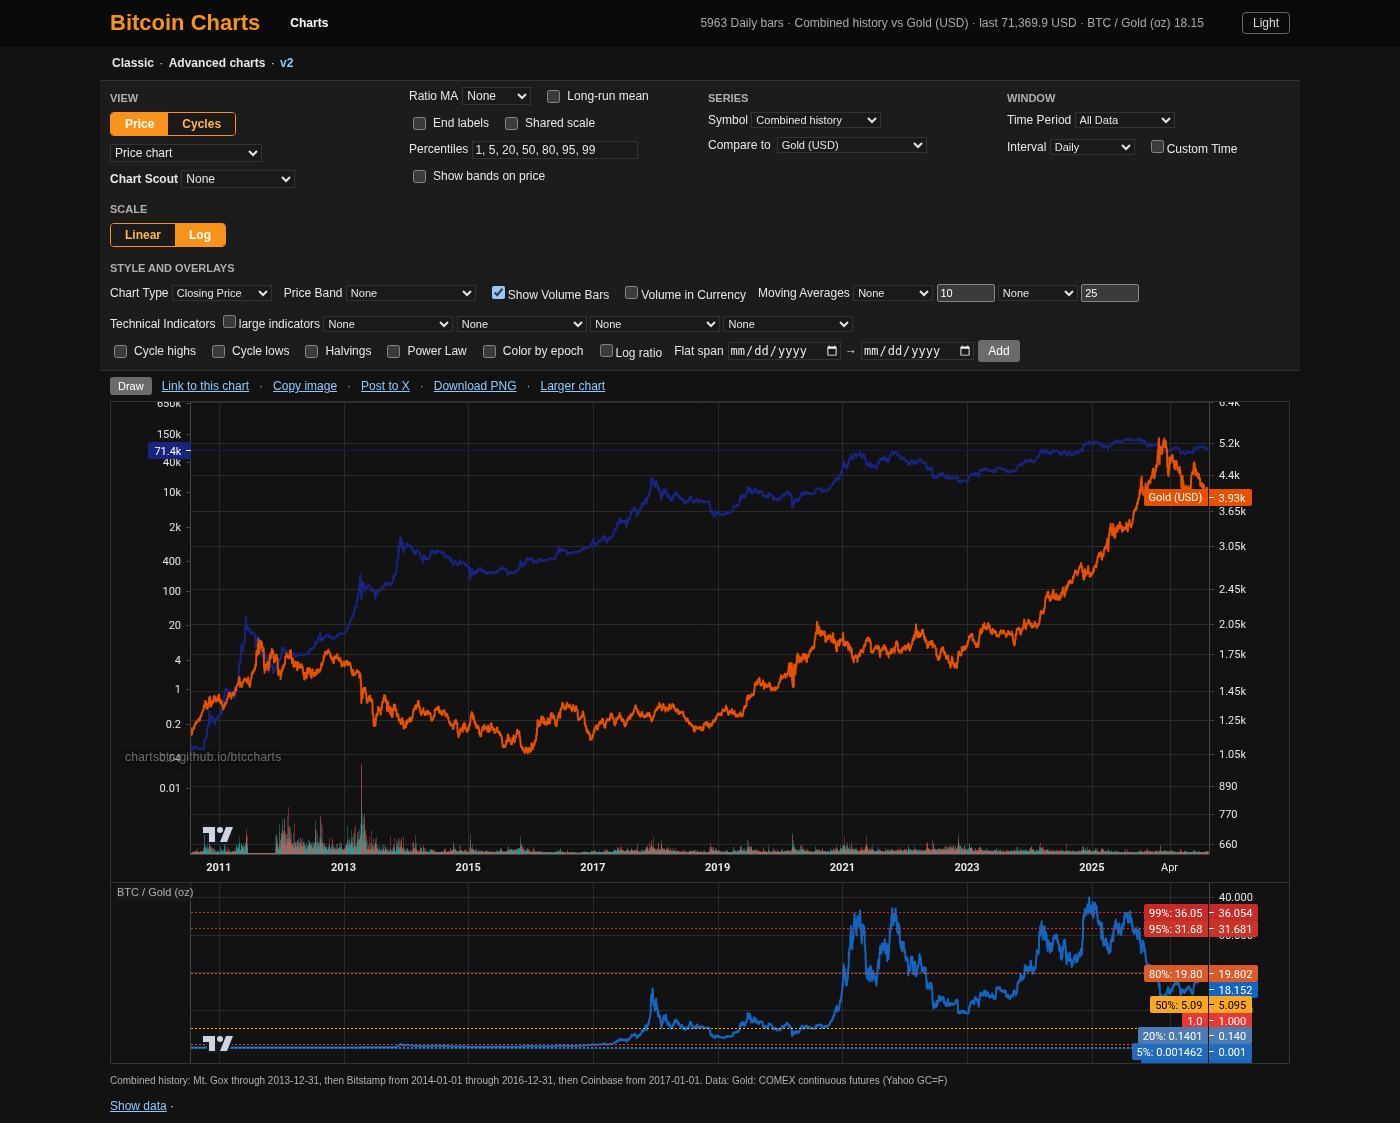 Bitcoin Charts
Charts
5963 Daily bars · Combined history vs Gold (USD) · last 71,369.9 USD · BTC / Gold (oz) 18.15
Light
Classic · Advanced charts · v2
VIEW
Price Cycles
Price chart
Chart Scout None
Ratio MA None Long-run mean
End labels Shared scale
Percentiles 1, 5, 20, 50, 80, 95, 99
Show bands on price
SERIES
Symbol Combined history
Compare to Gold (USD)
WINDOW
Time Period All Data
Interval Daily Custom Time
SCALE
Linear Log
STYLE AND OVERLAYS
Chart Type Closing Price Price Band None Show Volume Bars Volume in Currency Moving Averages None 10 None 25
Technical Indicators large indicators None None None None
Cycle highs Cycle lows Halvings Power Law Color by epoch Log ratio Flat span mm/dd/yyyy → mm/dd/yyyy Add
Draw Link to this chart · Copy image · Post to X · Download PNG · Larger chart
650k
150k
71.4k
40k
10k
2k
400
100
20
4
1
0.2
0.04
0.01
6.4k
5.2k
4.4k
Gold (USD) 3.93k
3.65k
3.05k
2.45k
2.05k
1.75k
1.45k
1.25k
1.05k
890
770
660
2011 2013 2015 2017 2019 2021 2023 2025 Apr
BTC / Gold (oz)
40.000
99%: 36.05 36.054
95%: 31.68 31.681
80%: 19.80 19.802
18.152
50%: 5.09 5.095
1.0 1.000
20%: 0.1401 0.140
5%: 0.001462 0.001
Combined history: Mt. Gox through 2013-12-31, then Bitstamp from 2014-01-01 through 2016-12-31, then Coinbase from 2017-01-01. Data: Gold: COMEX continuous futures (Yahoo GC=F)
Show data ·